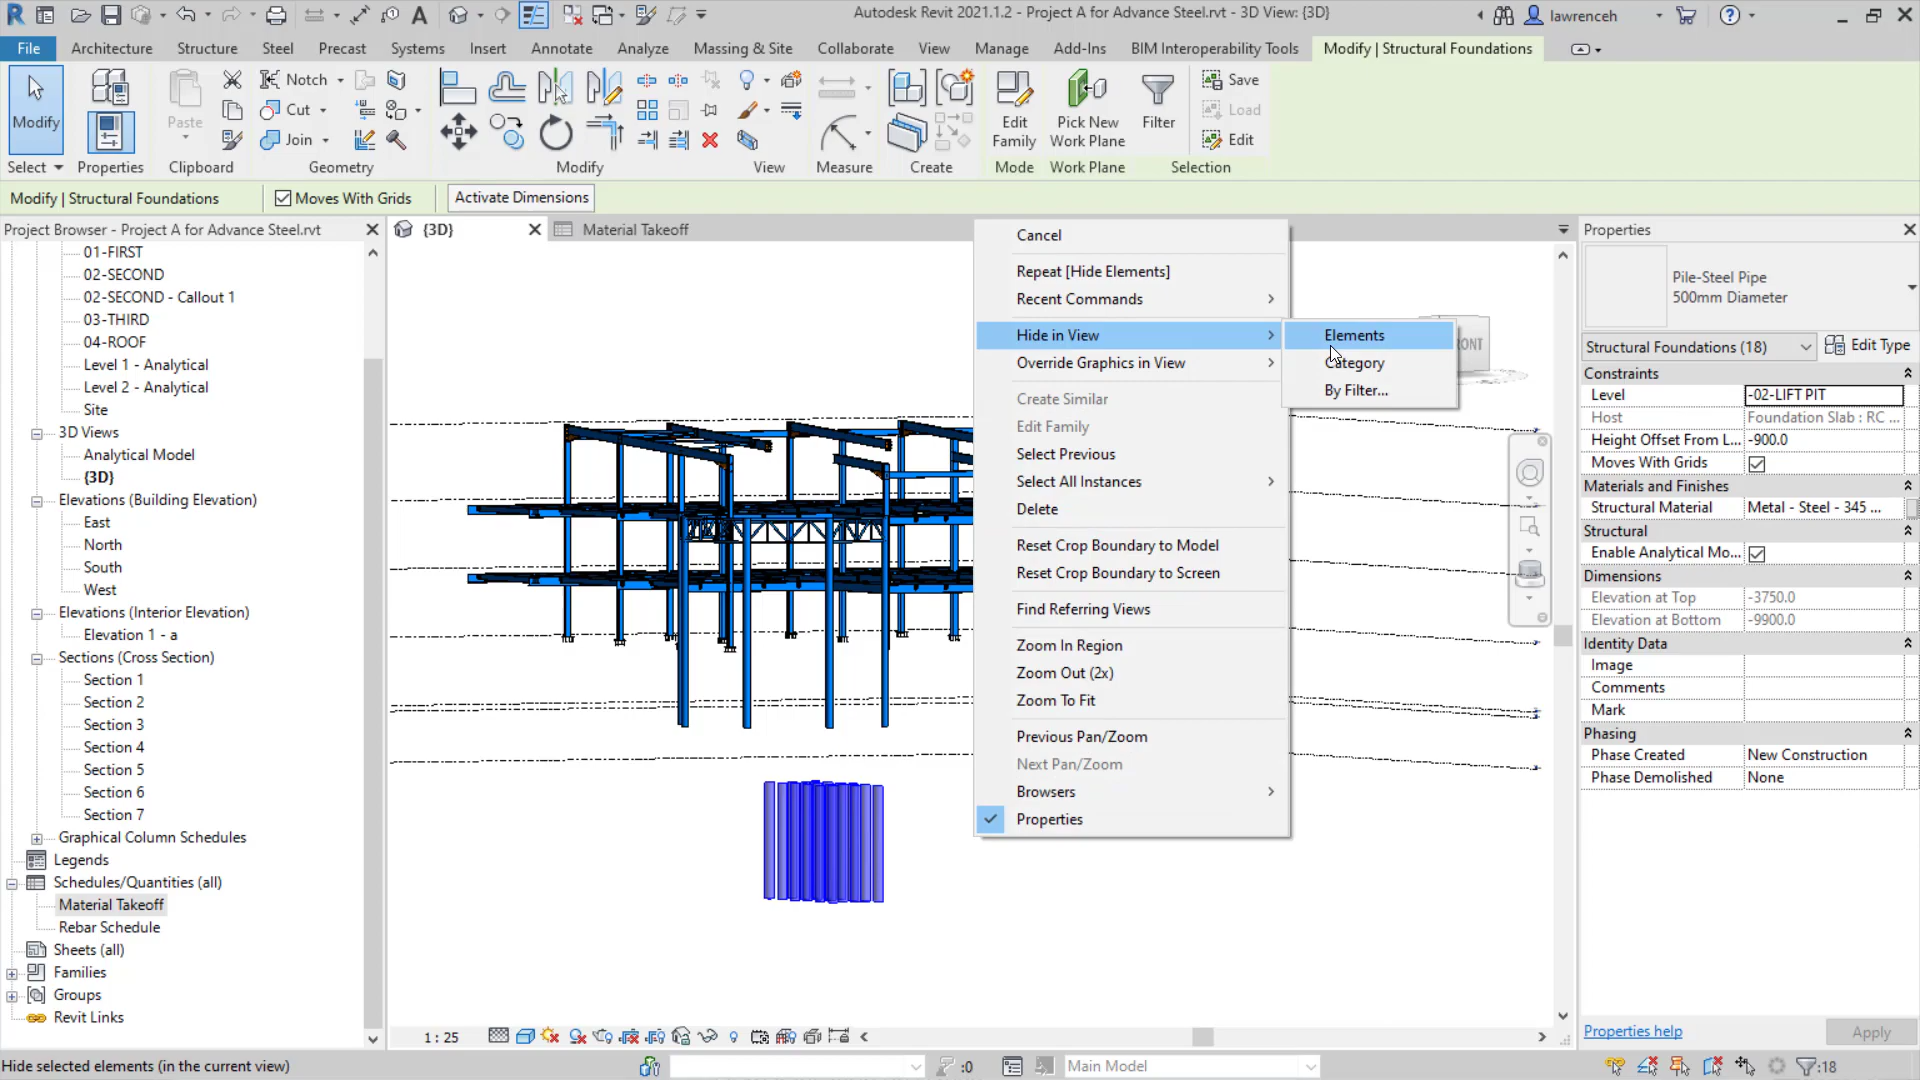 Autodesk Revit 2021.1.2 - Project A for Advance Steel.rvt - 3D View: {3D}
lawrenceh
File Architecture Structure Steel Precast Systems Insert Annotate Analyze Massing & Site Collaborate View Manage Add-Ins BIM Interoperability Tools Modify | Structural Foundations
Modify
Paste
Notch
Cut
Join
Edit Family
Pick New Work Plane
Filter
Save
Load
Edit
Select Properties Clipboard Geometry Modify View Measure Create Mode Work Plane Selection
Modify | Structural Foundations
Moves With Grids
Activate Dimensions
Project Browser - Project A for Advance Steel.rvt
01-FIRST
02-SECOND
02-SECOND - Callout 1
03-THIRD
04-ROOF
Level 1 - Analytical
Level 2 - Analytical
Site
3D Views
Analytical Model
{3D}
Elevations (Building Elevation)
East
North
South
West
Elevations (Interior Elevation)
Elevation 1 - a
Sections (Cross Section)
Section 1
Section 2
Section 3
Section 4
Section 5
Section 6
Section 7
Graphical Column Schedules
Legends
Schedules/Quantities (all)
Material Takeoff
Rebar Schedule
Sheets (all)
Families
Groups
Revit Links
{3D}
Material Takeoff
Cancel
Repeat [Hide Elements]
Recent Commands
Hide in View
Override Graphics in View
Create Similar
Edit Family
Select Previous
Select All Instances
Delete
Reset Crop Boundary to Model
Reset Crop Boundary to Screen
Find Referring Views
Zoom In Region
Zoom Out (2x)
Zoom To Fit
Previous Pan/Zoom
Next Pan/Zoom
Browsers
Properties
Elements
Category
By Filter...
ONT
Properties
Pile-Steel Pipe
500mm Diameter
Structural Foundations (18)
Edit Type
Constraints
Level -02-LIFT PIT
Host Foundation Slab : RC ...
Height Offset From L... -900.0
Moves With Grids
Materials and Finishes
Structural Material Metal - Steel - 345 ...
Structural
Enable Analytical Mo...
Dimensions
Elevation at Top -3750.0
Elevation at Bottom -9900.0
Identity Data
Image
Comments
Mark
Phasing
Phase Created New Construction
Phase Demolished None
Properties help
Apply
1 : 25
Hide selected elements (in the current view)
:0
Main Model
:18